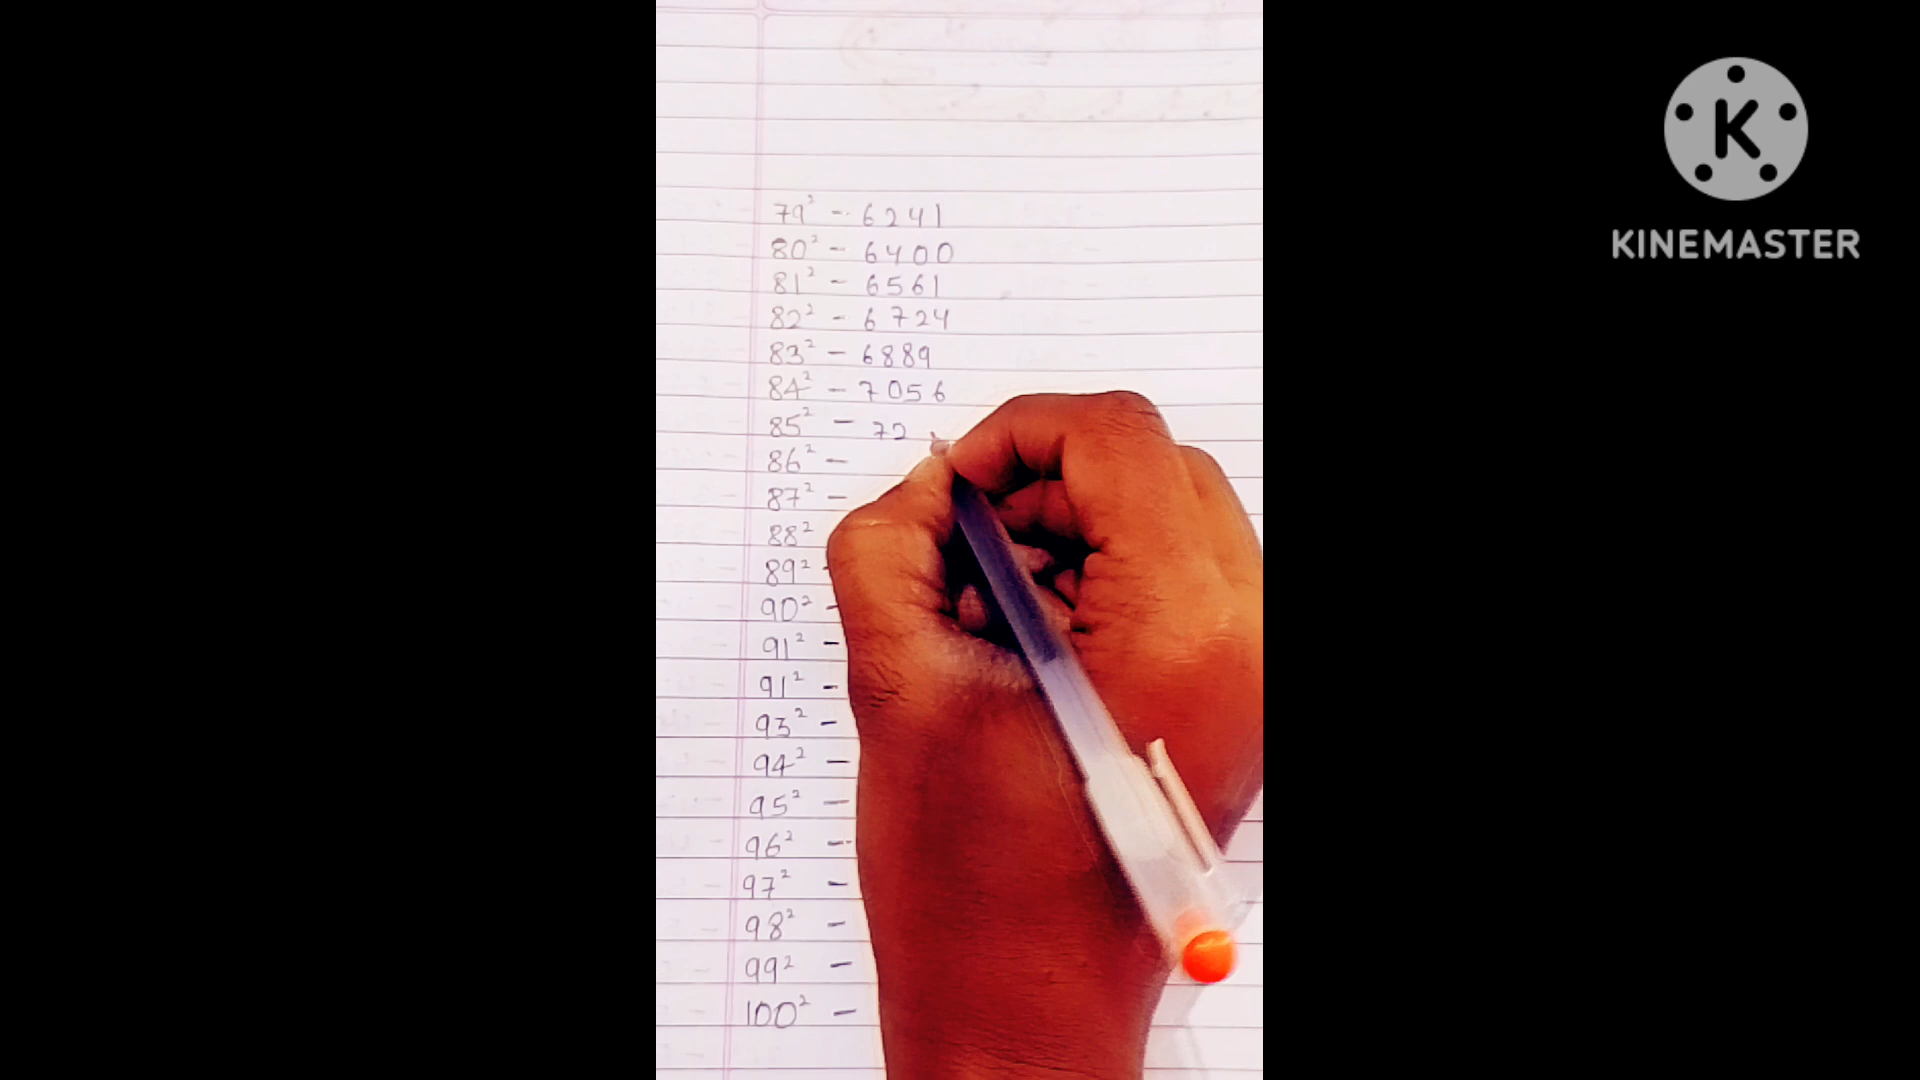 79² - 6241
80² - 6400
81² - 6561
82² - 6724
83² - 6889
84² - 7056
85² - 72
86² -
87² -
88²
89² -
90² -
91² -
91² -
93² -
94² -
95² -
96² -
97² -
98² -
99² -
100² -
K
KINEMASTER